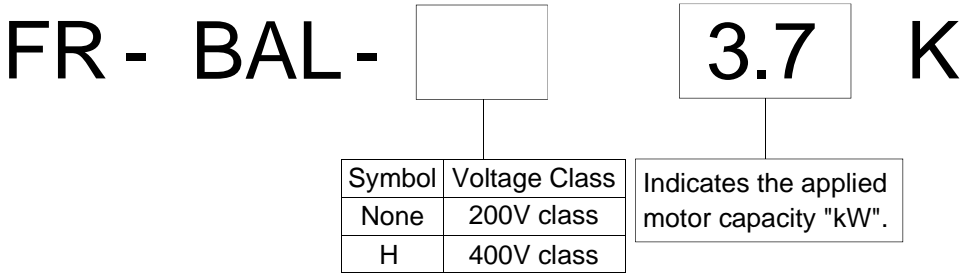 FR - BAL - 3.7 K
Symbol Voltage Class
None 200V class
H 400V class
Indicates the applied
motor capacity "kW".